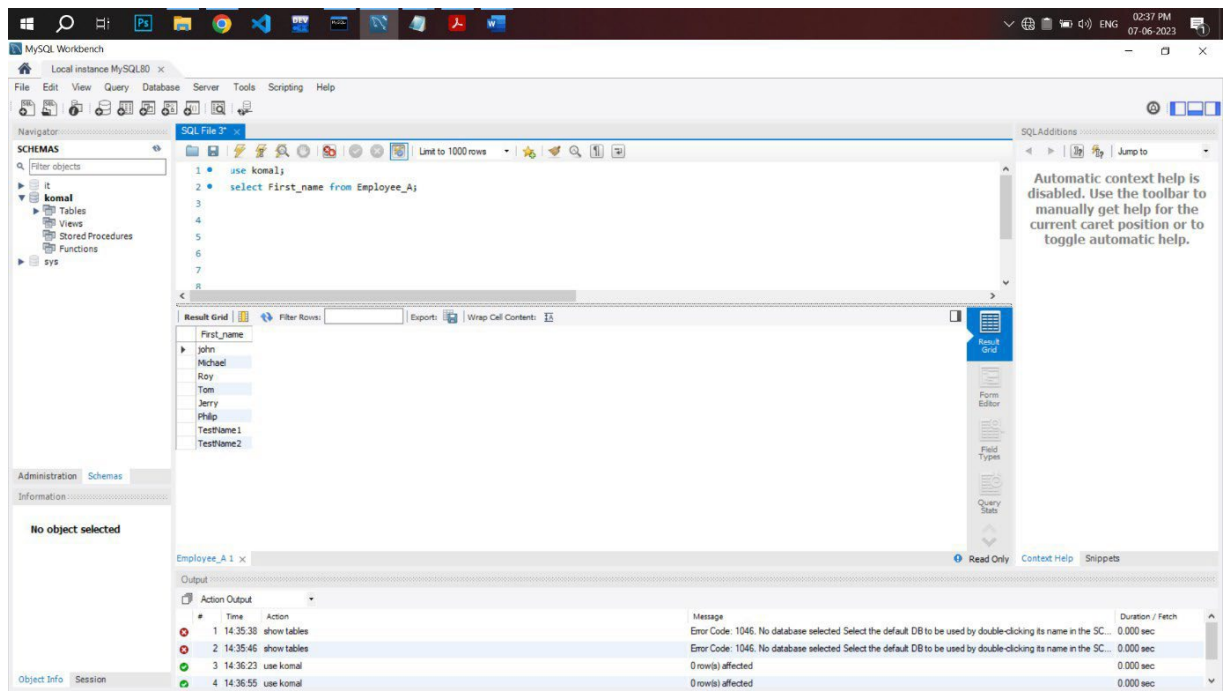 Ps
DEV
MySQL
W
ENG
02:37 PM
07-06-2023
1
MySQL Workbench
Local instance MySQL80 ×
File Edit View Query Database Server Tools Scripting Help
Navigator
SCHEMAS
Filter objects
it
komal
Tables
Views
Stored Procedures
Functions
sys
Administration Schemas
Information
No object selected
Object Info Session
SQL File 3* ×
Limit to 1000 rows
1 use komal;
2 select First_name from Employee_A;
3
4
5
6
7
8
Result Grid Filter Rows: Export: Wrap Cell Content: IA
First_name
john
Michael
Roy
Tom
Jerry
Philip
TestName1
TestName2
Result
Grid
Form
Editor
Field
Types
Query
Stats
Employee_A 1 ×
Read Only
SQLAdditions
Jump to
Automatic context help is
disabled. Use the toolbar to
manually get help for the
current caret position or to
toggle automatic help.
Context Help Snippets
Output
Action Output
# Time Action Message Duration / Fetch
1 14:35:38 show tables Error Code: 1046. No database selected Select the default DB to be used by double-clicking its name in the SC... 0.000 sec
2 14:35:46 show tables Error Code: 1046. No database selected Select the default DB to be used by double-clicking its name in the SC... 0.000 sec
3 14:36:23 use komal 0 row(s) affected 0.000 sec
4 14:36:55 use komal 0 row(s) affected 0.000 sec